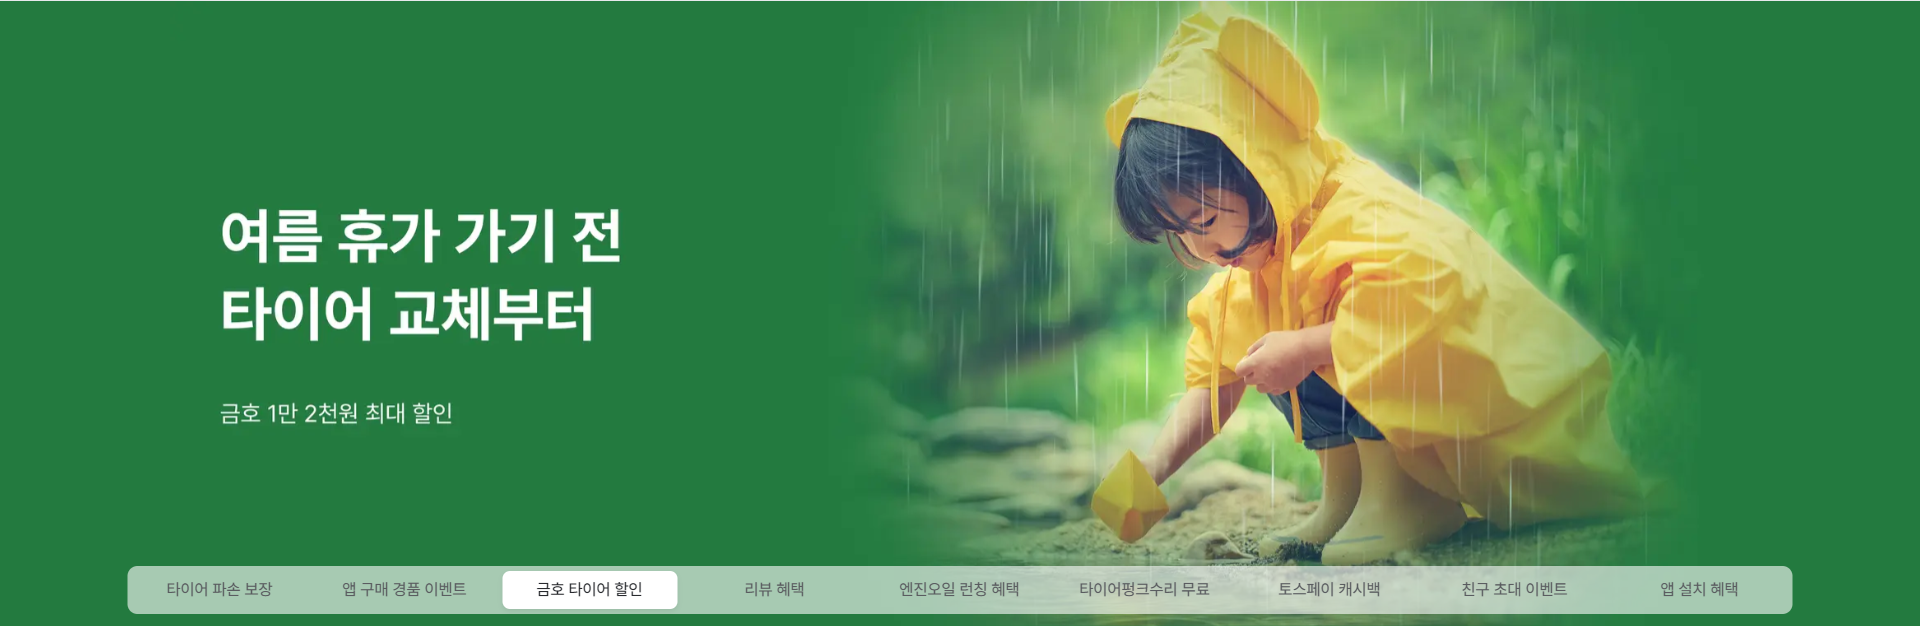 여름 휴가 가기 전
타이어 교체부터
금호 1만 2천원 최대 할인
타이어 파손 보장
앱 구매 경품 이벤트
금호 타이어 할인
리뷰 혜택
엔진오일 런칭 혜택
타이어펑크수리 무료
토스페이 캐시백
친구 초대 이벤트
앱 설치 혜택